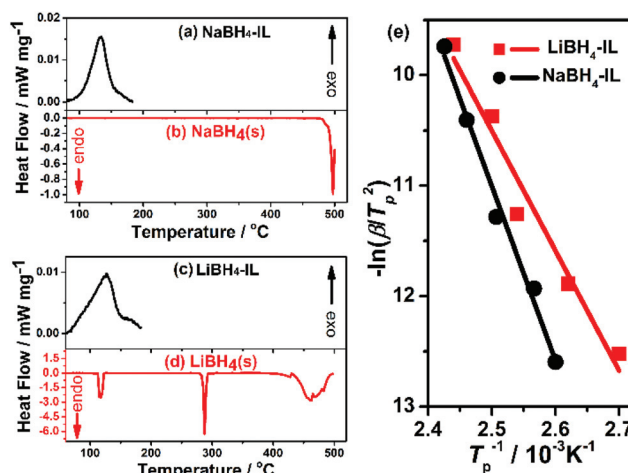 (a) NaBH4-IL
exo
0.02
0.01
0.00
Heat Flow / mW mg-1
(b) NaBH4(s)
endo
0.0
-0.2
-0.4
-0.6
-0.8
-1.0
100 200 300 400 500
Temperature / °C
(c) LiBH4-IL
exo
0.01
0.00
Heat Flow / mW mg-1
(d) LiBH4(s)
endo
1.5
0.0
-1.5
-3.0
-4.5
-6.0
100 200 300 400 500
Temperature / °C
(e)
LiBH4-IL
NaBH4-IL
10
11
12
13
-ln(β/Tp2)
2.4 2.5 2.6 2.7
Tp-1 / 10-3K-1